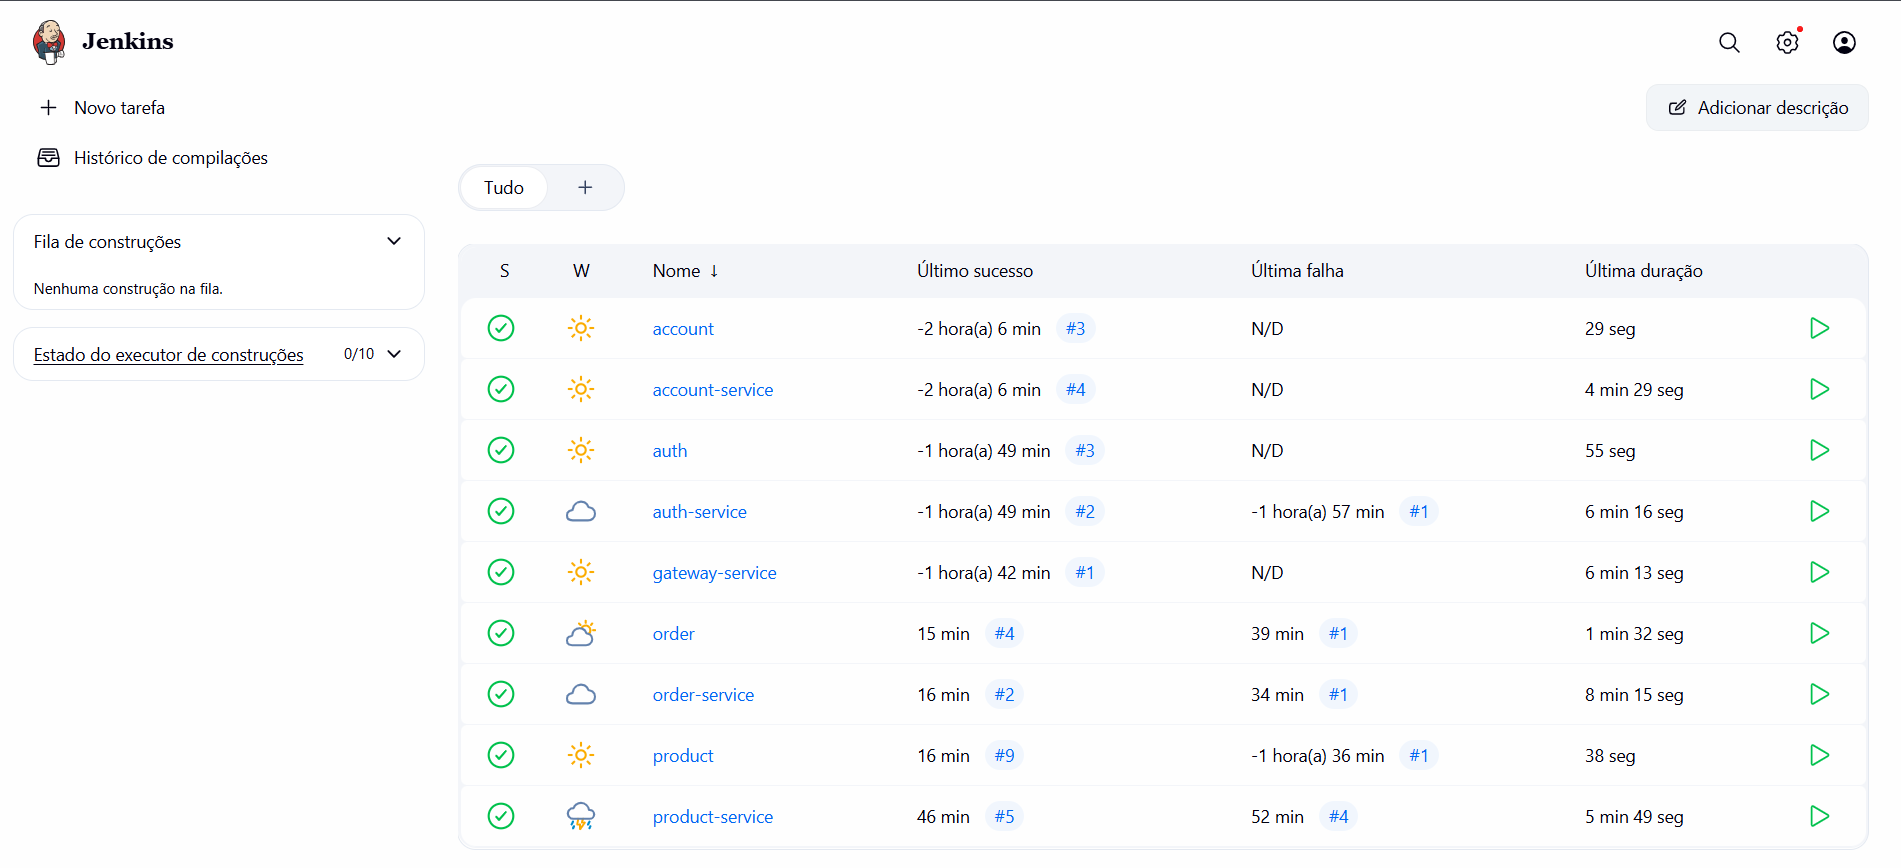 Jenkins
Novo tarefa
Adicionar descrição
Histórico de compilações
Tudo +
Fila de construções
Nenhuma construção na fila.
Estado do executor de construções 0/10
S W Nome ↓ Último sucesso Última falha Última duração
account -2 hora(a) 6 min #3 N/D 29 seg
account-service -2 hora(a) 6 min #4 N/D 4 min 29 seg
auth -1 hora(a) 49 min #3 N/D 55 seg
auth-service -1 hora(a) 49 min #2 -1 hora(a) 57 min #1 6 min 16 seg
gateway-service -1 hora(a) 42 min #1 N/D 6 min 13 seg
order 15 min #4 39 min #1 1 min 32 seg
order-service 16 min #2 34 min #1 8 min 15 seg
product 16 min #9 -1 hora(a) 36 min #1 38 seg
product-service 46 min #5 52 min #4 5 min 49 seg